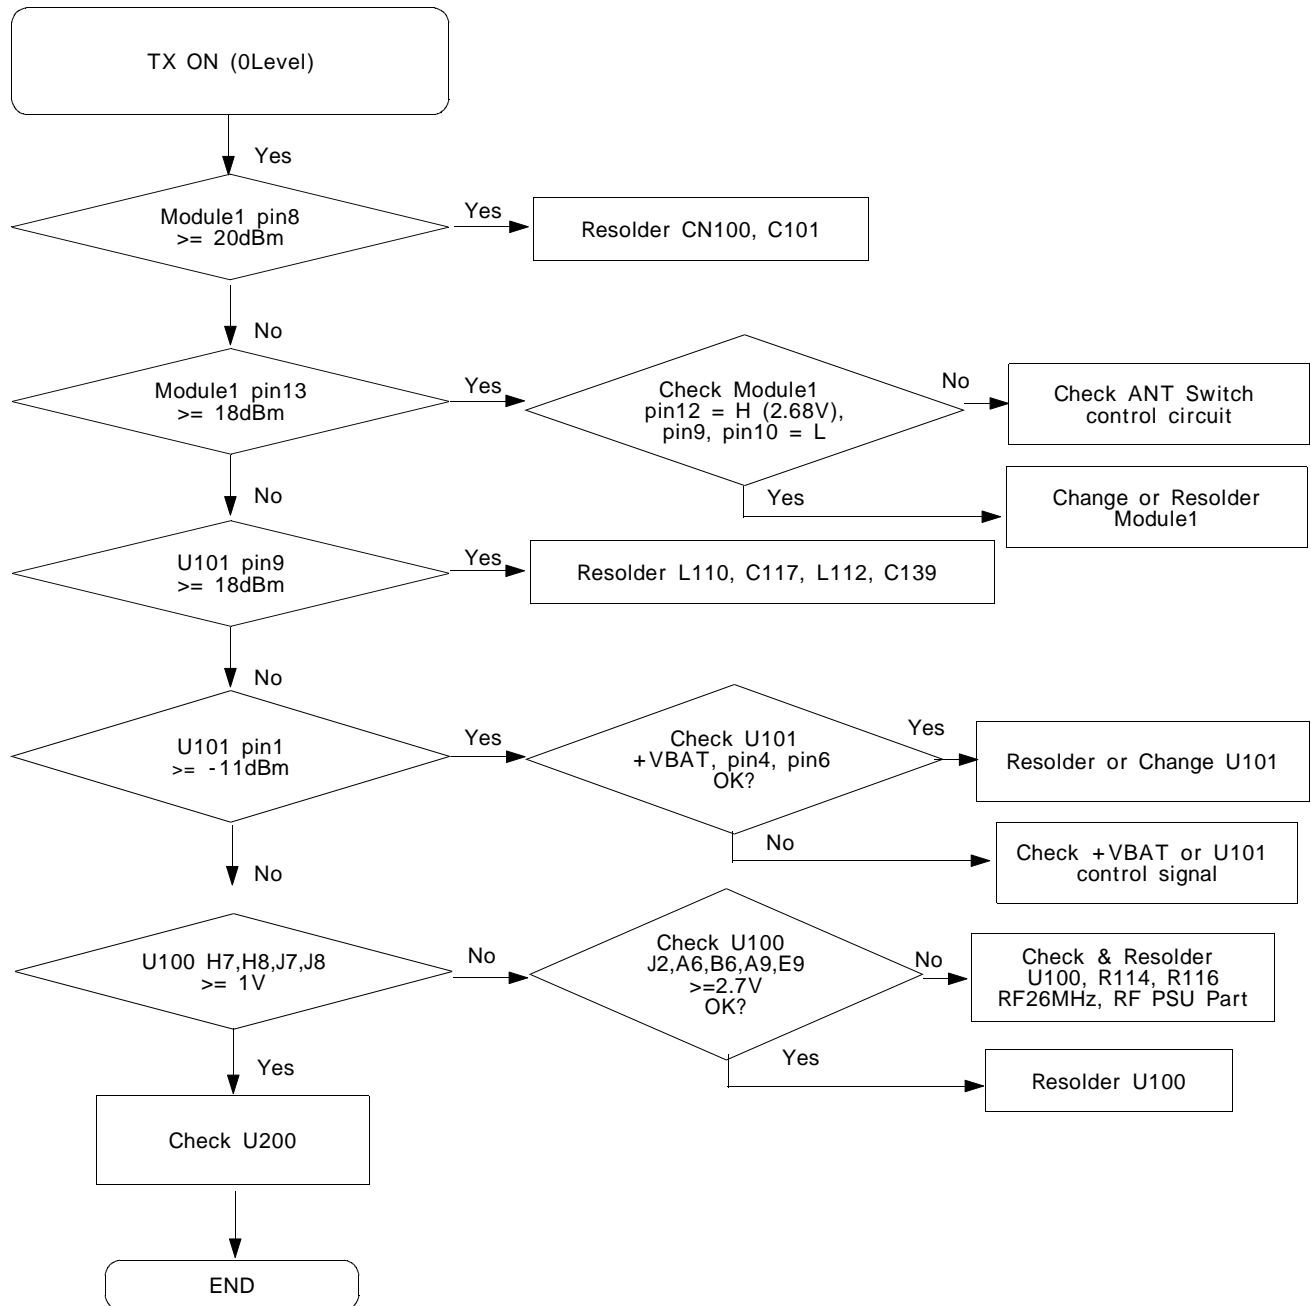 TX ON (0Level)
Yes
Module1 pin8
>= 20dBm
Yes
Resolder CN100, C101
No
Module1 pin13
>= 18dBm
Yes
Check Module1
pin12 = H (2.68V),
pin9, pin10 = L
No
Check ANT Switch
control circuit
Yes
Change or Resolder
Module1
No
U101 pin9
>= 18dBm
Yes
Resolder L110, C117, L112, C139
No
U101 pin1
>= -11dBm
Yes
Check U101
+VBAT, pin4, pin6
OK?
Yes
Resolder or Change U101
No
Check +VBAT or U101
control signal
No
U100 H7,H8,J7,J8
>= 1V
No
Check U100
J2,A6,B6,A9,E9
>=2.7V
OK?
No
Check & Resolder
U100, R114, R116
RF26MHz, RF PSU Part
Yes
Resolder U100
Yes
Check U200
END